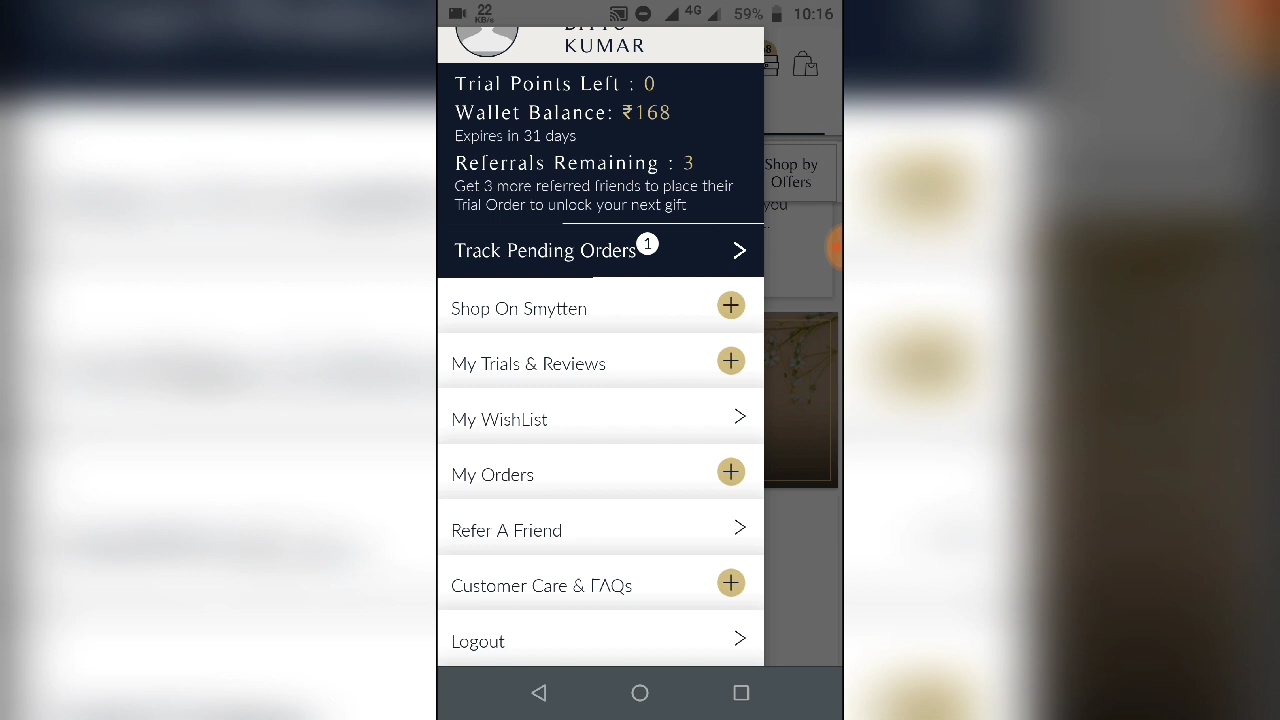 22
KB/s
4G
59%
10:16
KUMAR
Trial Points Left : 0
Wallet Balance: ₹168
Expires in 31 days
Referrals Remaining : 3
Get 3 more referred friends to place their
Trial Order to unlock your next gift
Track Pending Orders 1
Shop On Smytten
My Trials & Reviews
My WishList
My Orders
Refer A Friend
Customer Care & FAQs
Logout
Shop by
Offers
you